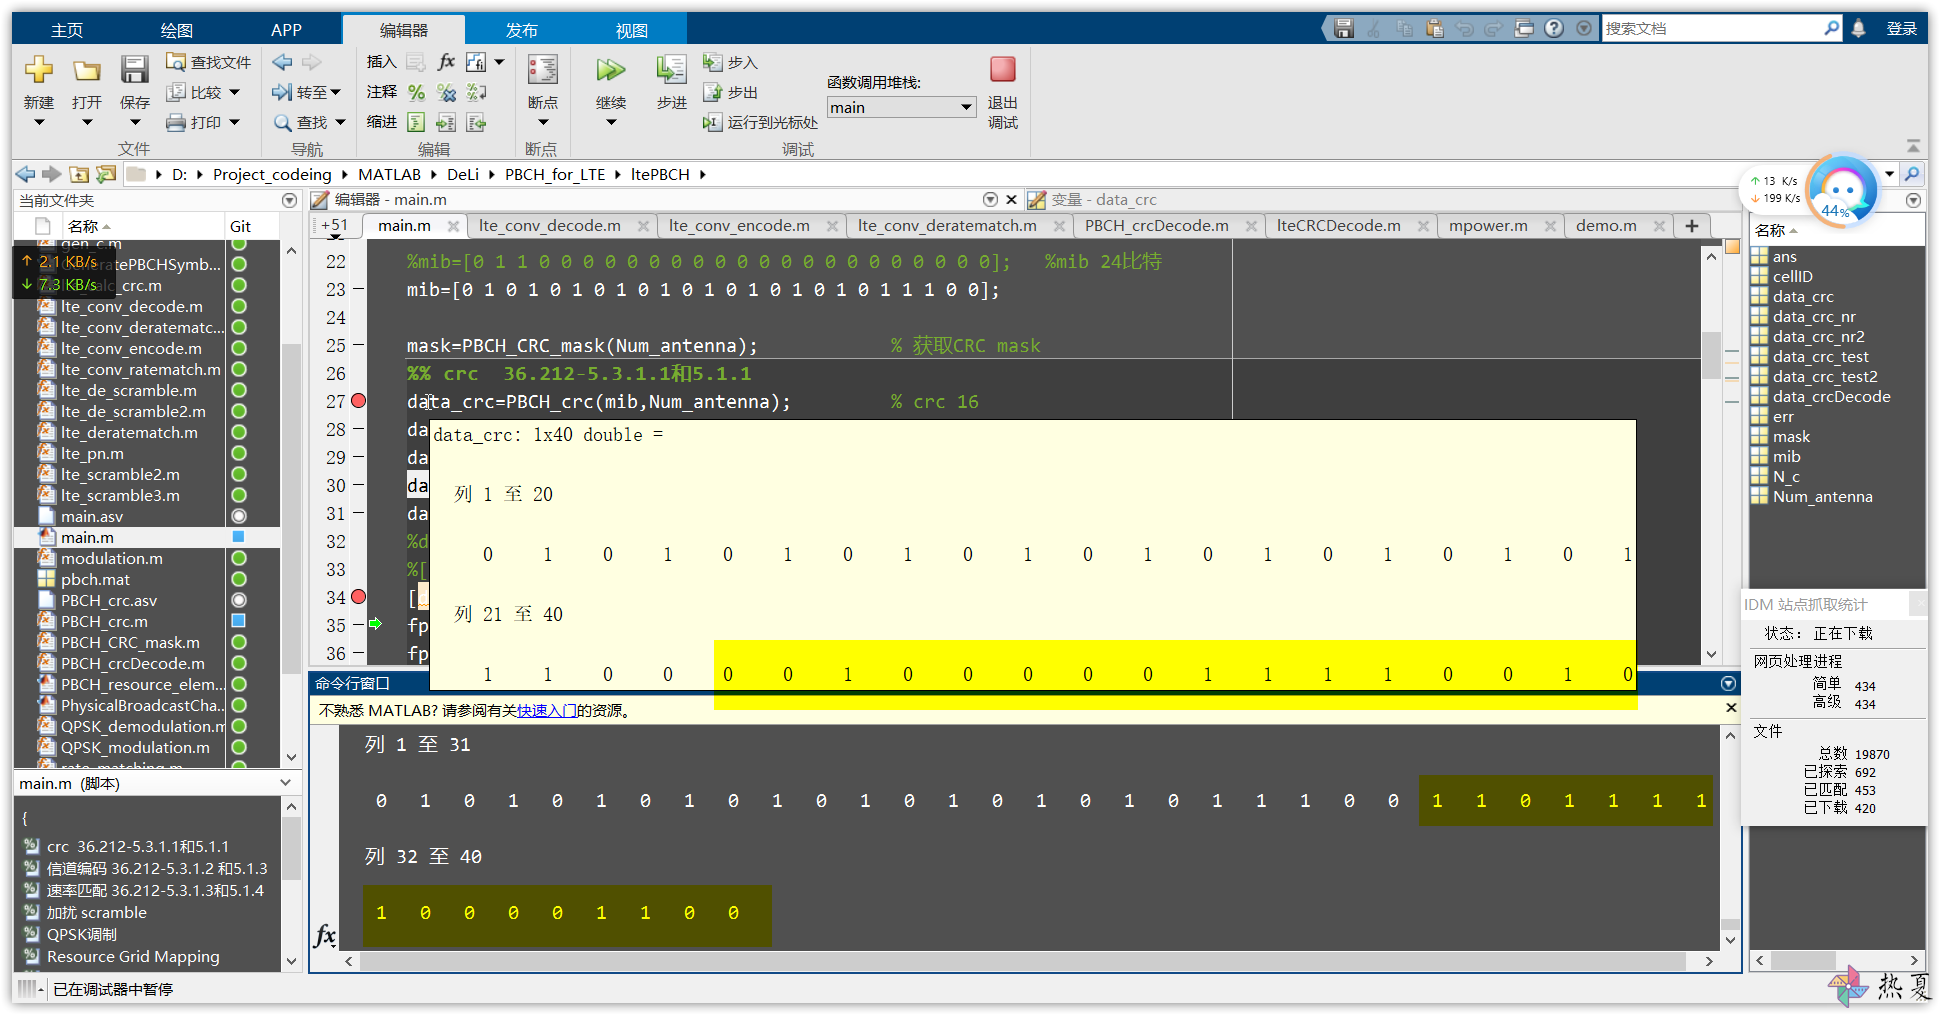 主页 绘图 APP 编辑器 发布 视图 搜索文档 登录
新建 打开 保存 查找文件 比较 打印 文件
转至 查找 导航
插入 fx fi
注释
缩进 编辑
断点 断点
继续 步进 步入 步出 运行到光标处 调试
函数调用堆栈:
main
退出
调试
D: Project_codeing MATLAB DeLi PBCH_for_LTE ltePBCH
↑ 13 K/s
↓ 199 K/s
44%
当前文件夹
名称 Git
gen_c.m
↑ 2.1 KB/s
↓ 7.3 KB/s
lte_conv_decode.m
lte_conv_deratematc...
lte_conv_encode.m
lte_conv_ratematch.m
lte_de_scramble.m
lte_de_scramble2.m
lte_deratematch.m
lte_pn.m
lte_scramble2.m
lte_scramble3.m
main.asv
main.m
modulation.m
pbch.mat
PBCH_crc.asv
PBCH_crc.m
PBCH_CRC_mask.m
PBCH_crcDecode.m
PBCH_resource_elem...
PhysicalBroadcastCha...
QPSK_demodulation.m
QPSK_modulation.m
rate_matching.m
main.m (脚本)
{
crc 36.212-5.3.1.1和5.1.1
信道编码 36.212-5.3.1.2 和5.1.3
速率匹配 36.212-5.3.1.3和5.1.4
加扰 scramble
QPSK调制
Resource Grid Mapping
已在调试器中暂停
编辑器 - main.m
变量 - data_crc
+51 main.m lte_conv_decode.m lte_conv_encode.m lte_conv_deratematch.m PBCH_crcDecode.m lteCRCDecode.m mpower.m demo.m
22 %mib=[0 1 1 0 0 0 0 0 0 0 0 0 0 0 0 0 0 0 0 0 0 0 0 0]; %mib 24比特
23 mib=[0 1 0 1 0 1 0 1 0 1 0 1 0 1 0 1 0 1 0 1 1 1 0 0];
24
25 mask=PBCH_CRC_mask(Num_antenna); % 获取CRC mask
26 %% crc 36.212-5.3.1.1和5.1.1
27 data_crc=PBCH_crc(mib,Num_antenna); % crc 16
28 da
29 da
30 da
31 da
32 %d
33 %[
34 [
35 fp
36 fp
data_crc: 1x40 double =
列 1 至 20
0 1 0 1 0 1 0 1 0 1 0 1 0 1 0 1 0 1 0 1
列 21 至 40
1 1 0 0 0 0 1 0 0 0 0 0 1 1 1 1 0 0 1 0
命令行窗口
不熟悉 MATLAB? 请参阅有关快速入门的资源。
列 1 至 31
0 1 0 1 0 1 0 1 0 1 0 1 0 1 0 1 0 1 0 1 1 1 0 0 1 1 0 1 1 1 1
列 32 至 40
1 0 0 0 0 1 1 0 0
fx
名称
ans
cellID
data_crc
data_crc_nr
data_crc_nr2
data_crc_test
data_crc_test2
data_crcDecode
err
mask
mib
N_c
Num_antenna
IDM 站点抓取统计
状态: 正在下载
网页处理进程
简单 434
高级 434
文件
总数 19870
已探索 692
已匹配 453
已下载 420
热夏